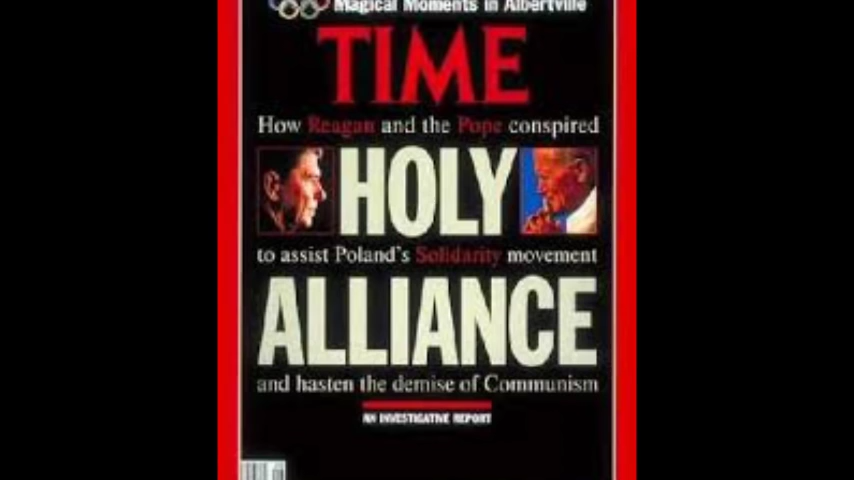 Magical Moments in Albertville
TIME
How Reagan and the Pope conspired
HOLY
to assist Poland's Solidarity movement
ALLIANCE
and hasten the demise of Communism
AN INVESTIGATIVE REPORT